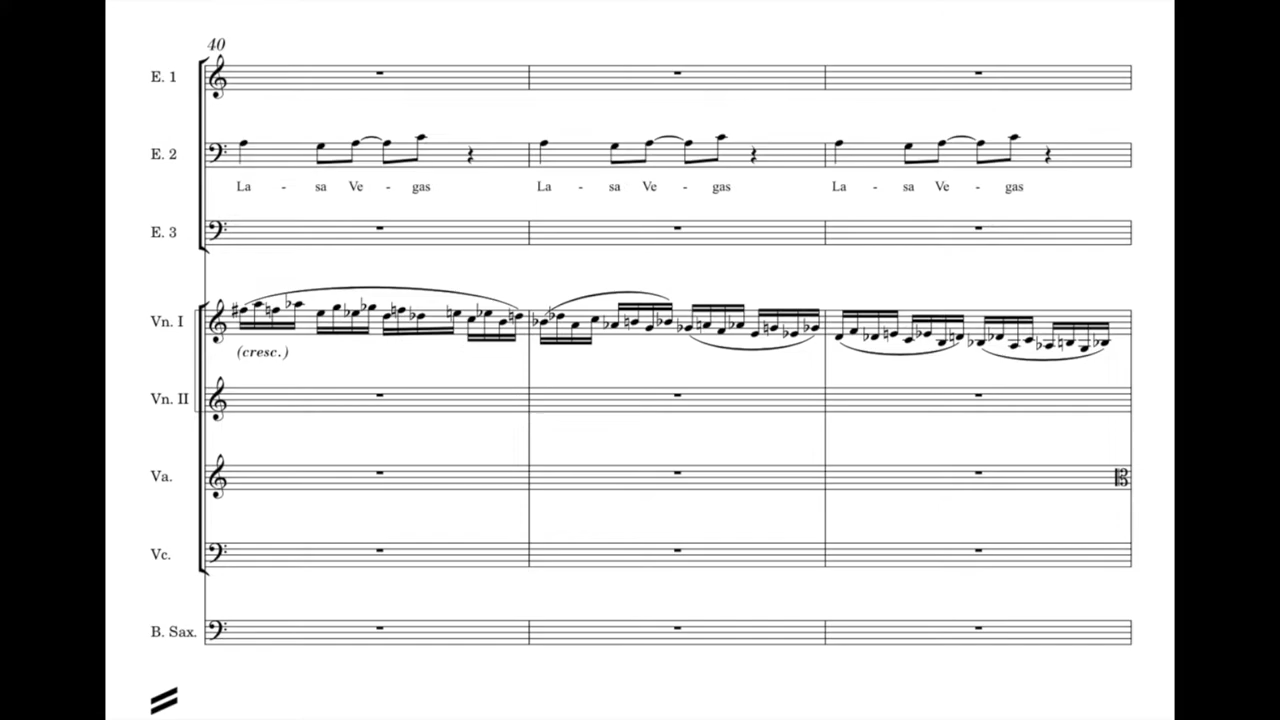 40
E. 1
E. 2
La - sa Ve - gas La - sa Ve - gas La - sa Ve - gas
E. 3
Vn. I
(cresc.)
Vn. II
Va.
Vc.
B. Sax.